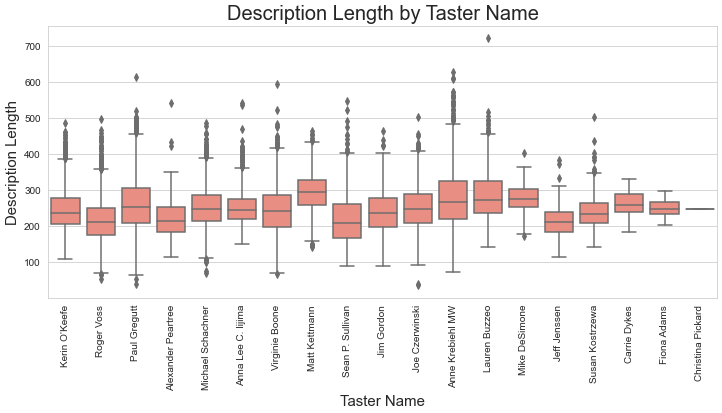 Description Length by Taster Name
Description Length
700
600
500
400
300
200
100
Kerin O'Keefe
Roger Voss
Paul Gregutt
Alexander Peartree
Michael Schachner
Anna Lee C. Iijima
Virginie Boone
Matt Kettmann
Sean P. Sullivan
Jim Gordon
Joe Czerwinski
Anne Krebiehl MW
Lauren Buzzeo
Mike DeSimone
Jeff Jenssen
Susan Kostrzewa
Carrie Dykes
Fiona Adams
Christina Pickard
Taster Name